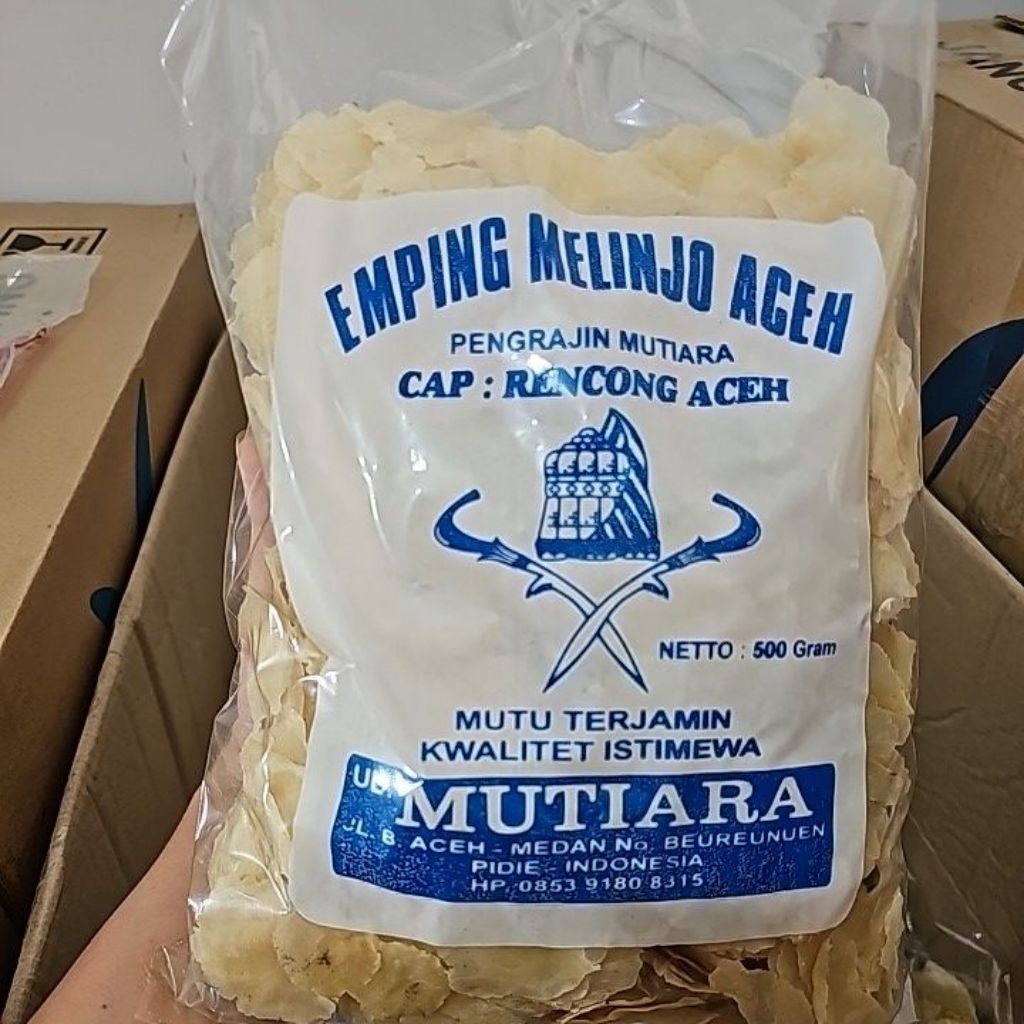 EMPING MELINJO ACEH
PENGRAJIN MUTIARA
CAP : RENCONG ACEH
NETTO : 500 Gram
MUTU TERJAMIN
KWALITET ISTIMEWA
MUTIARA
JL. B. ACEH - MEDAN No. BEUREUNUEN
PIDIE - INDONESIA
HP. 0853 9180 8315